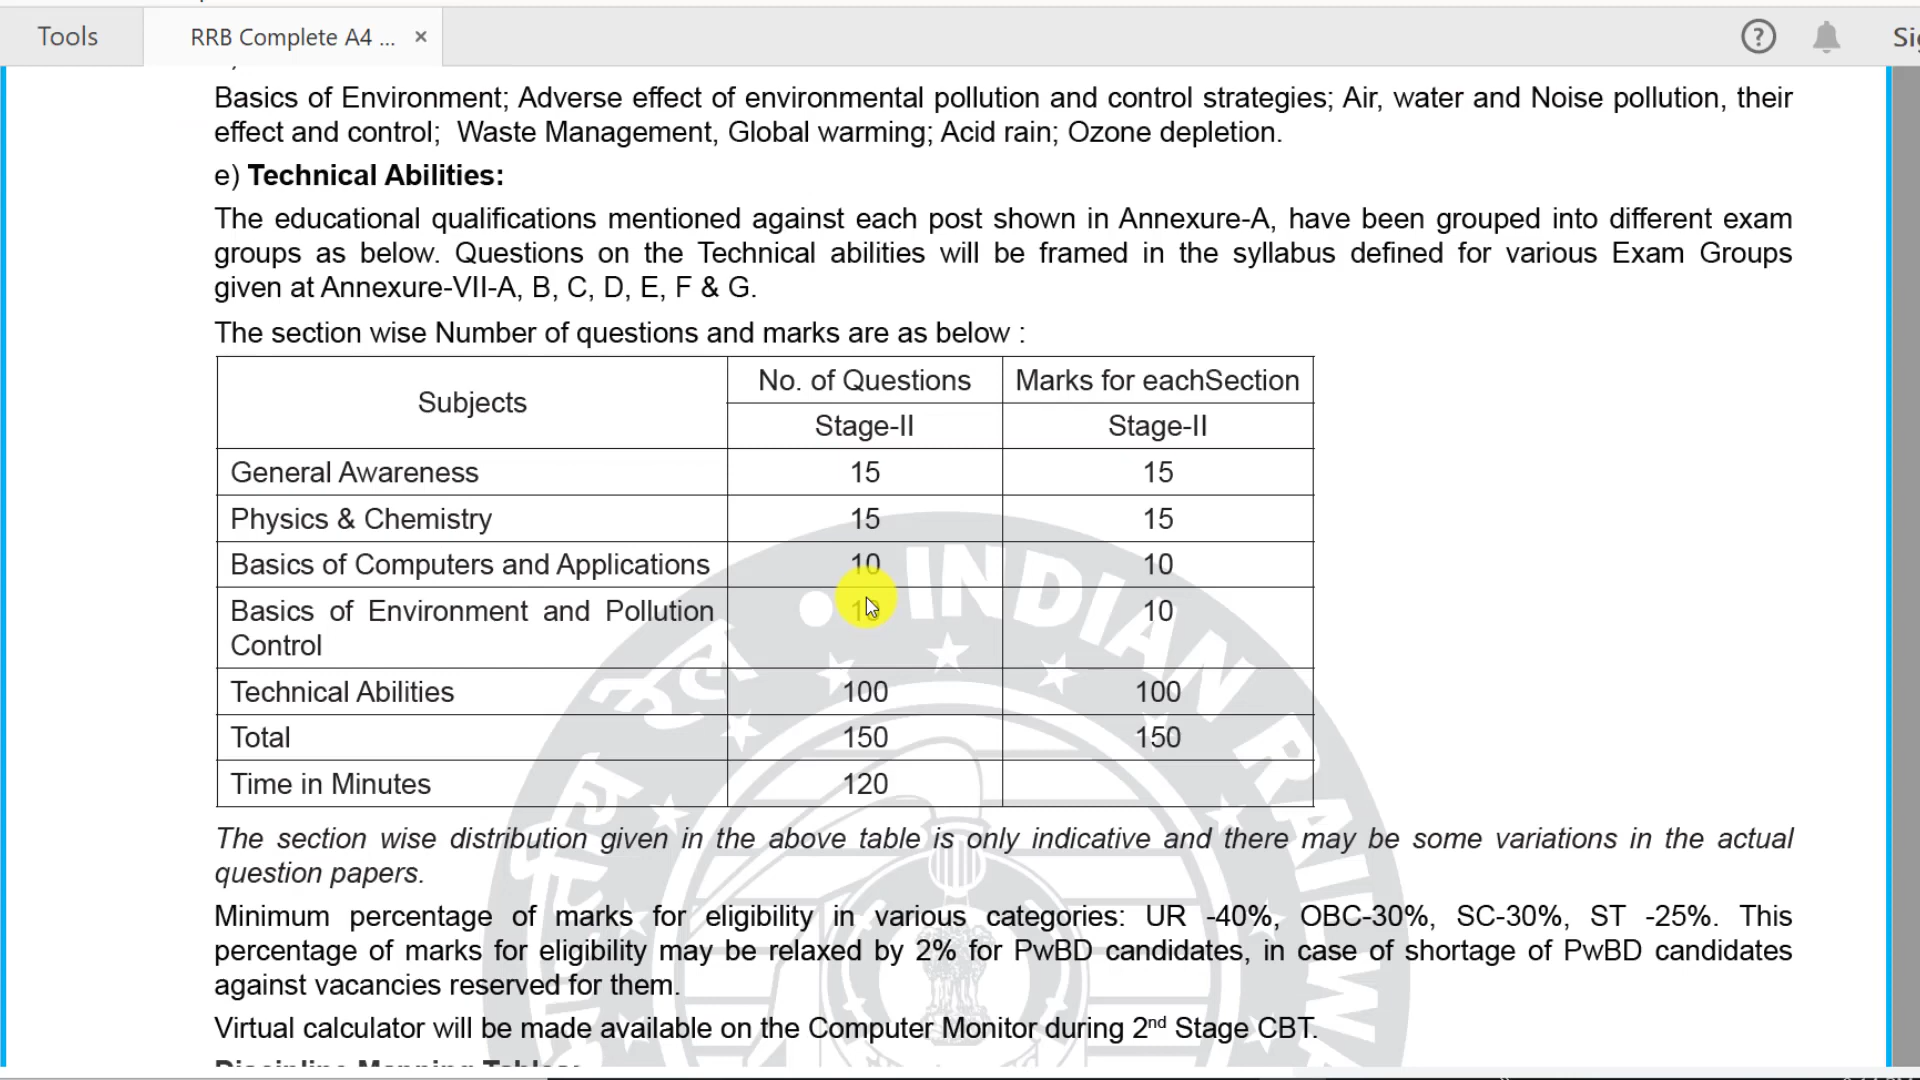 Tools
RRB Complete A4 ... ×
?
Basics of Environment; Adverse effect of environmental pollution and control strategies; Air, water and Noise pollution, their
effect and control; Waste Management, Global warming; Acid rain; Ozone depletion.
e) Technical Abilities:
The educational qualifications mentioned against each post shown in Annexure-A, have been grouped into different exam
groups as below. Questions on the Technical abilities will be framed in the syllabus defined for various Exam Groups
given at Annexure-VII-A, B, C, D, E, F & G.
The section wise Number of questions and marks are as below :
Subjects No. of Questions Marks for eachSection
Stage-II Stage-II
General Awareness 15 15
Physics & Chemistry 15 15
Basics of Computers and Applications 10 10
Basics of Environment and Pollution 10 10
Control
Technical Abilities 100 100
Total 150 150
Time in Minutes 120
The section wise distribution given in the above table is only indicative and there may be some variations in the actual
question papers.
Minimum percentage of marks for eligibility in various categories: UR -40%, OBC-30%, SC-30%, ST -25%. This
percentage of marks for eligibility may be relaxed by 2% for PwBD candidates, in case of shortage of PwBD candidates
against vacancies reserved for them.
Virtual calculator will be made available on the Computer Monitor during 2nd Stage CBT.
INDIAN RAILW